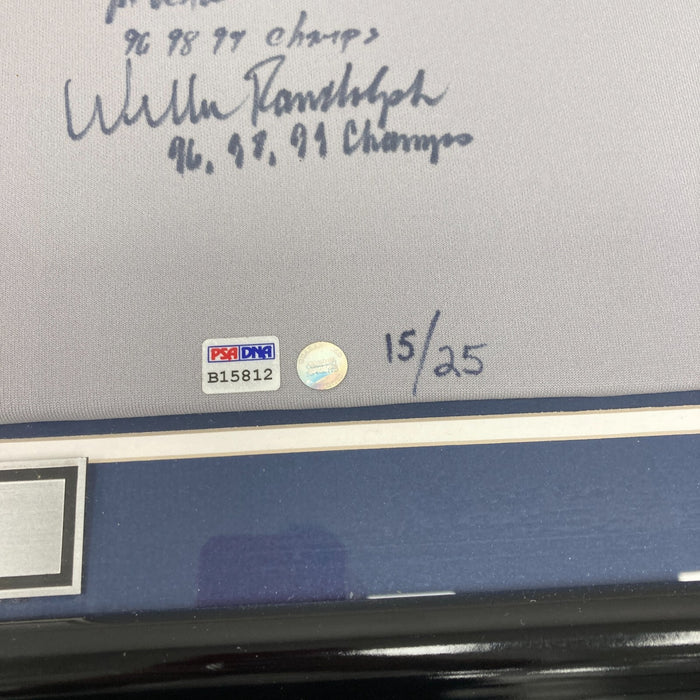 96 98 99 Champs
Willie Randolph
96, 98, 99 Champs
15/25
PSA DNA
B15812